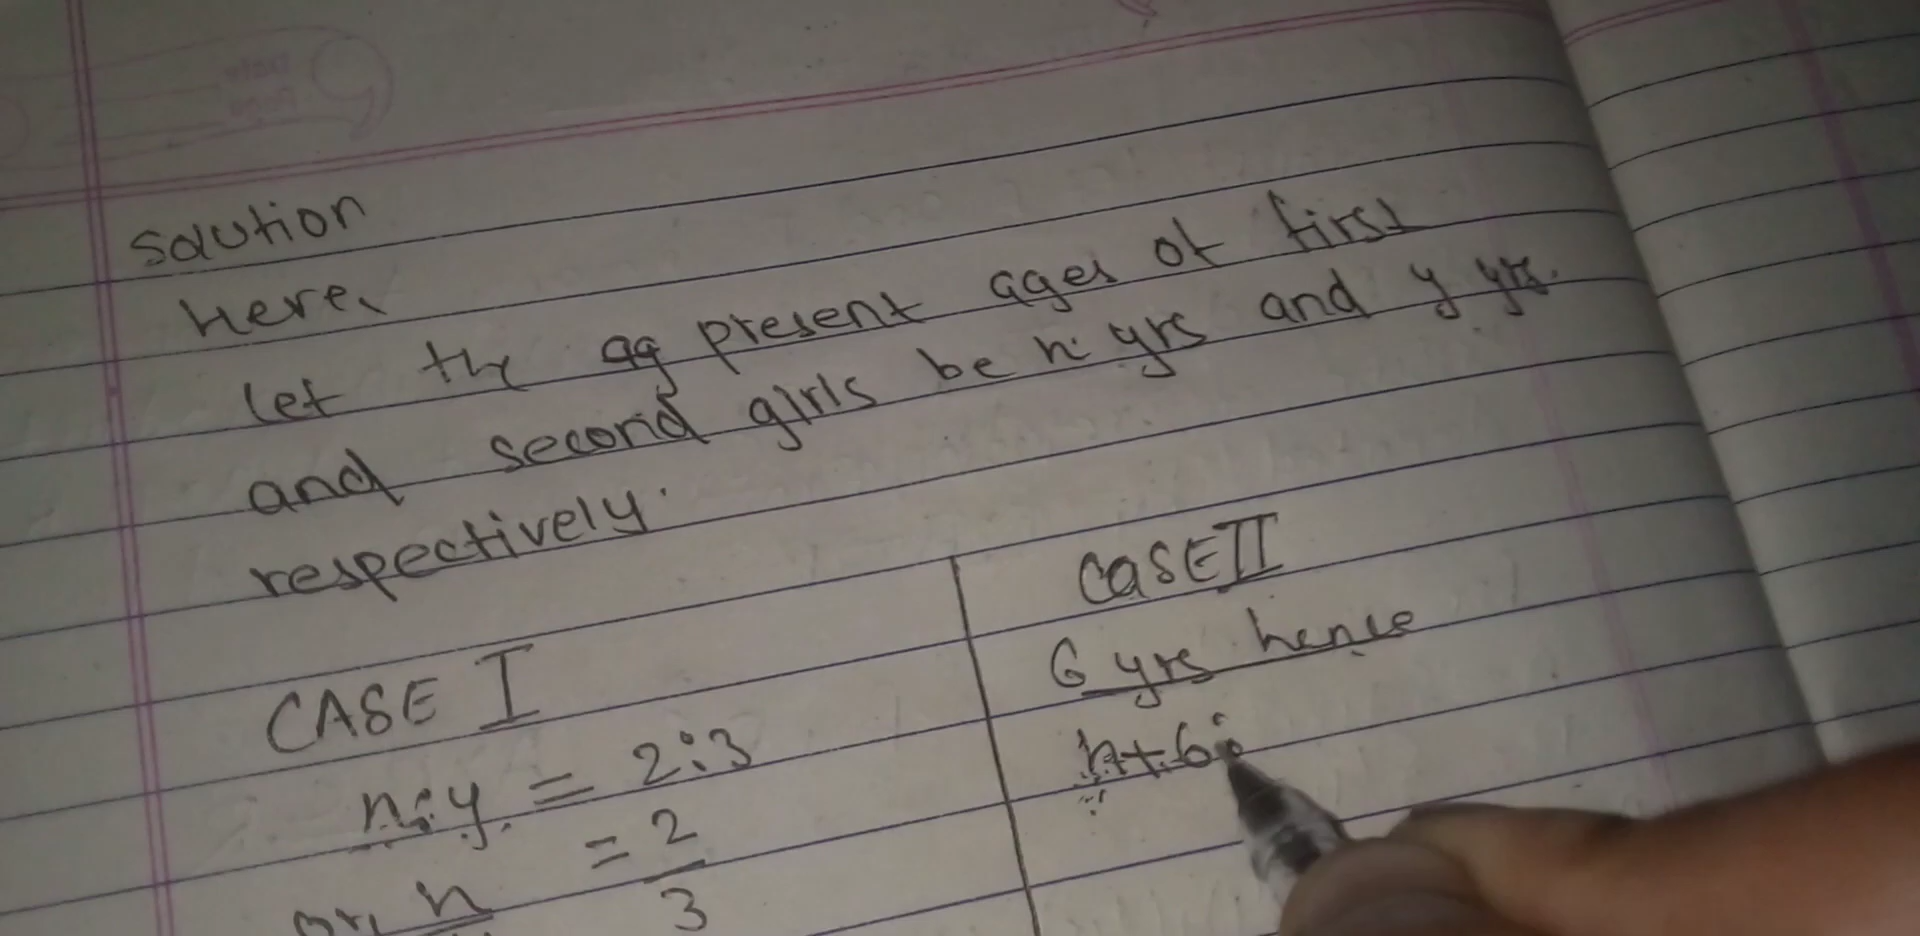 Solution
here,
Let the ag present ages of first
and second girls be x yrs and y yrs.
respectively.
CASE I
x:y = 2:3
= 2/3
or, x
CASE II
6 yrs hence
x+6: